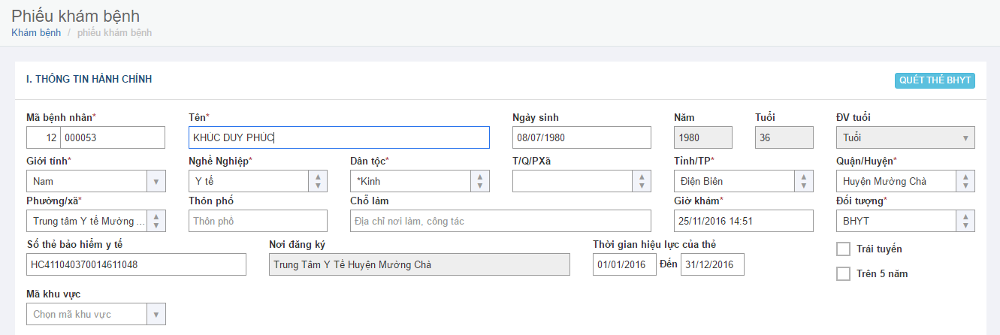 Phiếu khám bệnh
Khám bệnh / phiếu khám bệnh
I. THÔNG TIN HÀNH CHÍNH QUÉT THẺ BHYT
Mã bệnh nhân* Tên* Ngày sinh Năm Tuổi ĐV tuổi
12 000053 KHÚC DUY PHÚC 08/07/1980 1980 36 Tuổi
Giới tính* Nghề Nghiệp* Dân tộc* T/Q/PXã Tỉnh/TP* Quận/Huyện*
Nam Y tế *Kinh Điện Biên Huyện Mường Chà
Phường/xã* Thôn phố Chỗ làm Giờ khám* Đối tượng*
Trung tâm Y tế Mường ... Thôn phố Địa chỉ nơi làm, công tác 25/11/2016 14:51 BHYT
Số thẻ bảo hiểm y tế Nơi đăng ký Thời gian hiệu lực của thẻ Trái tuyến
HC411040370014611048 Trung Tâm Y Tế Huyện Mường Chà 01/01/2016 Đến 31/12/2016 Trên 5 năm
Mã khu vực
Chọn mã khu vực